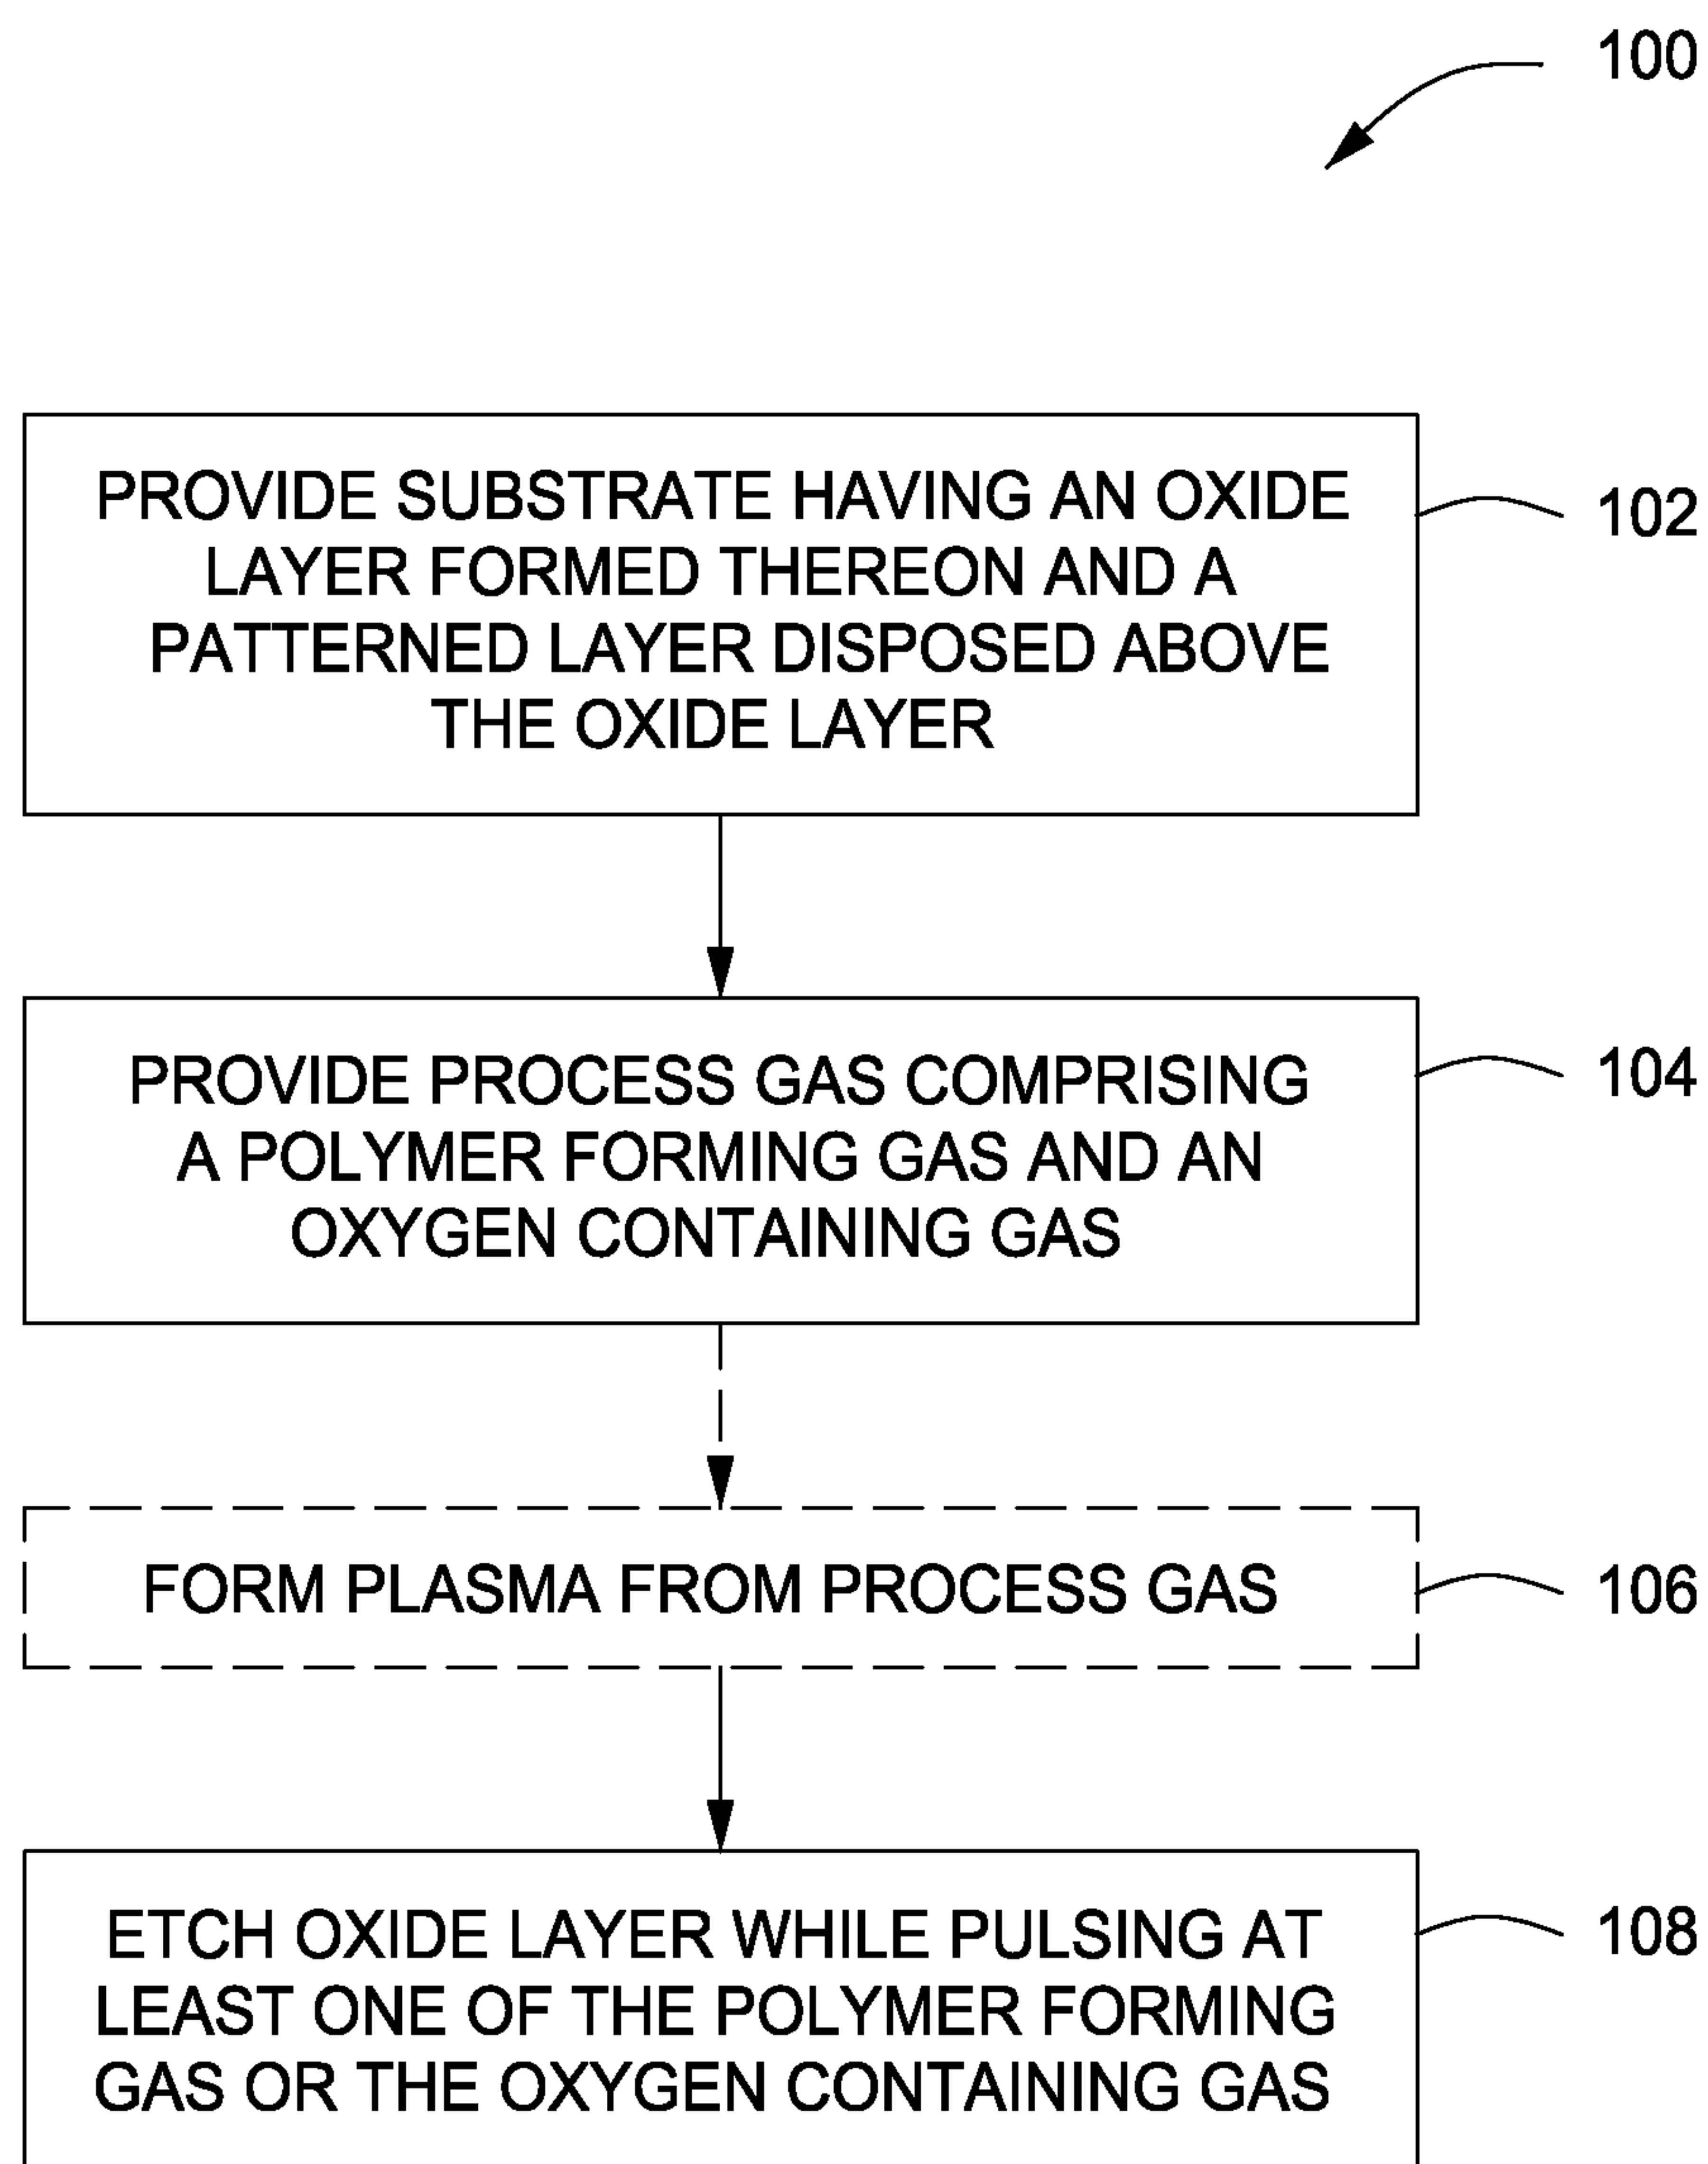 100
PROVIDE SUBSTRATE HAVING AN OXIDE
LAYER FORMED THEREON AND A
PATTERNED LAYER DISPOSED ABOVE
THE OXIDE LAYER
102
PROVIDE PROCESS GAS COMPRISING
A POLYMER FORMING GAS AND AN
OXYGEN CONTAINING GAS
104
FORM PLASMA FROM PROCESS GAS
106
ETCH OXIDE LAYER WHILE PULSING AT
LEAST ONE OF THE POLYMER FORMING
GAS OR THE OXYGEN CONTAINING GAS
108